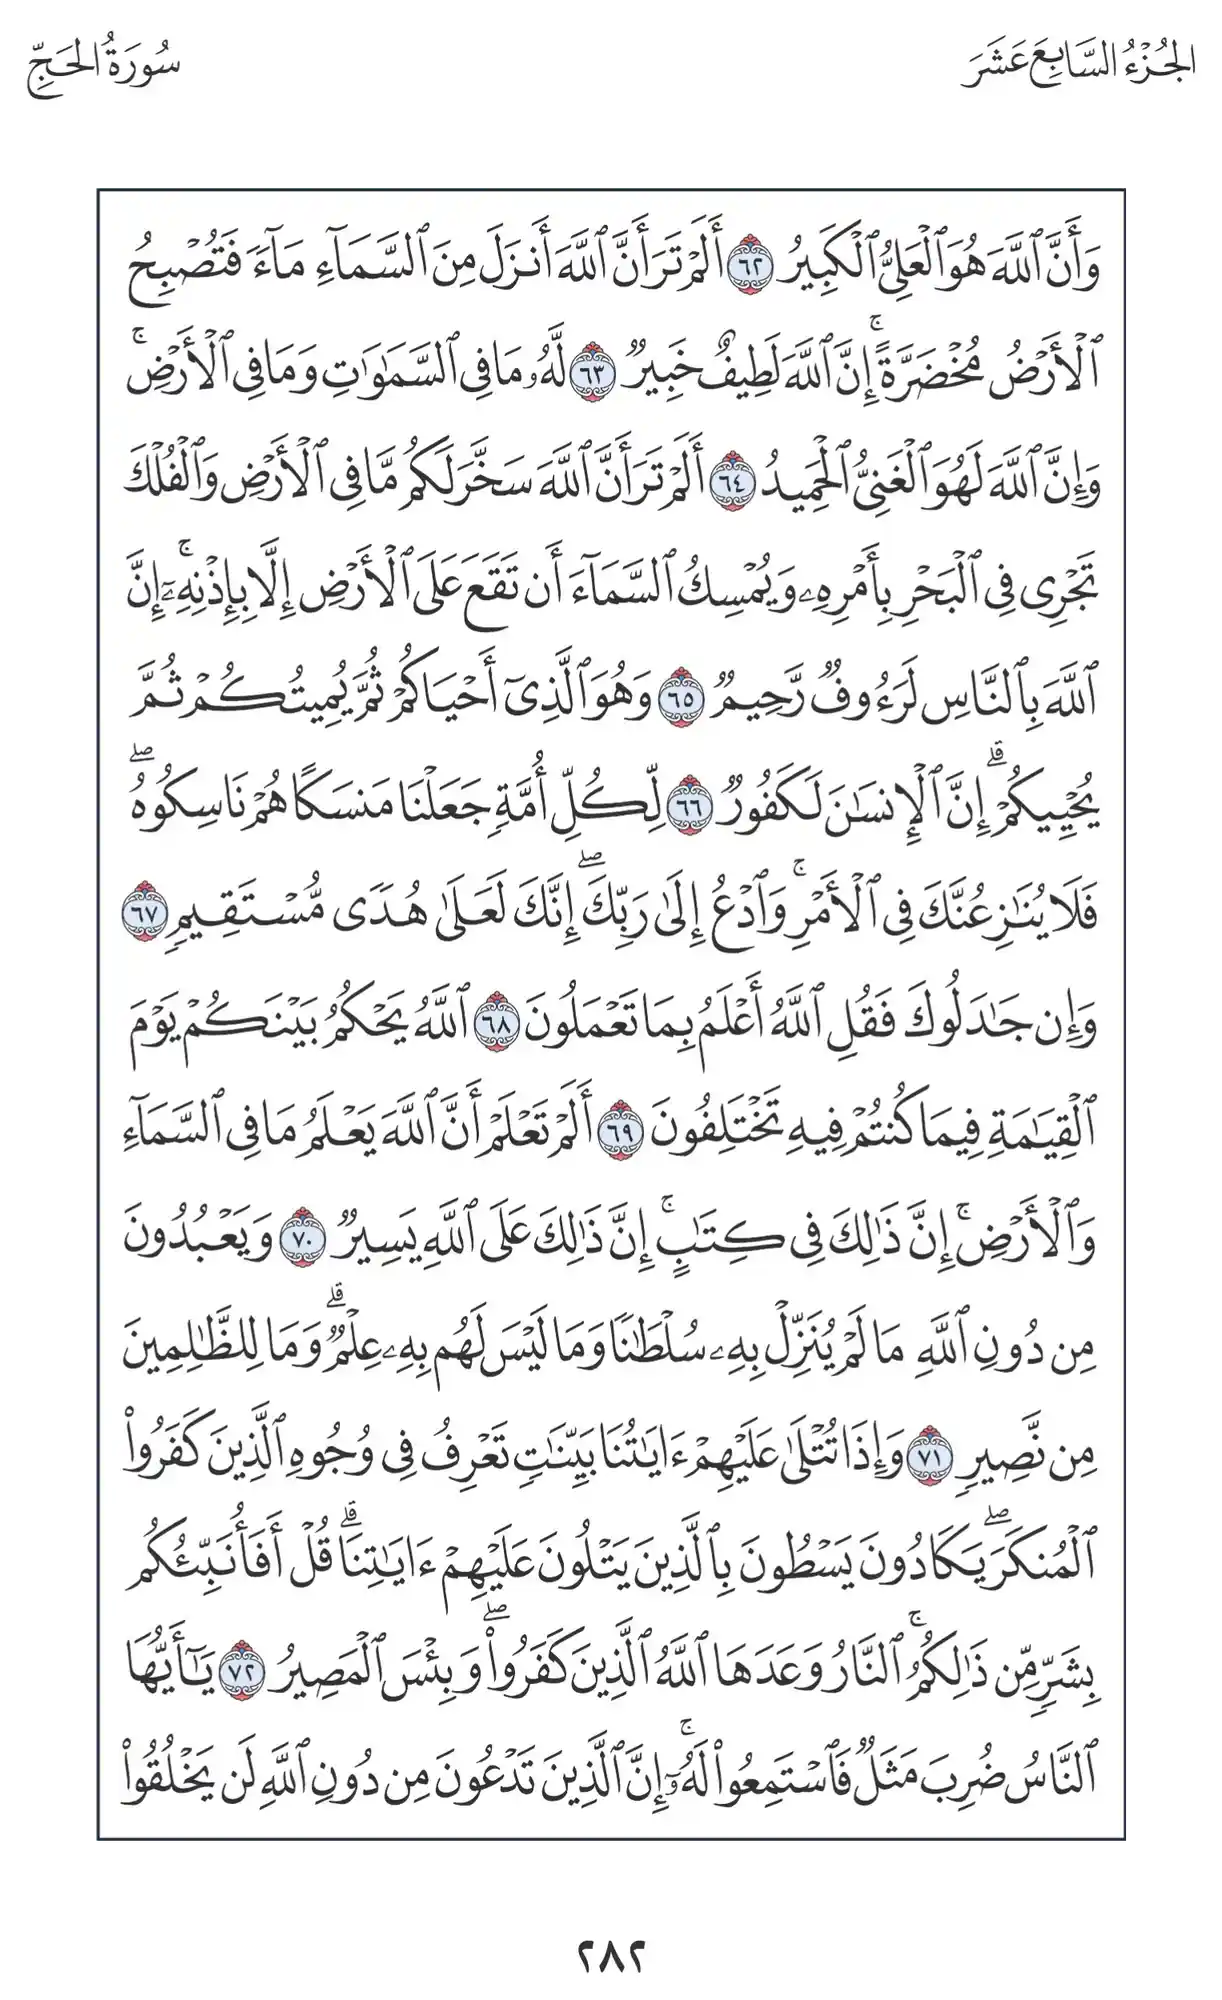 الجُزْءُ السَّابِعَ عَشَرَ
سُورَةُ الحَجِّ
وَأَنَّ ٱللَّهَ هُوَ ٱلْعَلِىُّ ٱلْكَبِيرُ ٦٢ أَلَمْ تَرَ أَنَّ ٱللَّهَ أَنزَلَ مِنَ ٱلسَّمَآءِ مَآءً فَتُصْبِحُ
ٱلْأَرْضُ مُخْضَرَّةً ۚ إِنَّ ٱللَّهَ لَطِيفٌ خَبِيرٌ ٦٣ لَّهُۥ مَا فِى ٱلسَّمَـٰوَٰتِ وَمَا فِى ٱلْأَرْضِ ۚ
وَإِنَّ ٱللَّهَ لَهُوَ ٱلْغَنِىُّ ٱلْحَمِيدُ ٦٤ أَلَمْ تَرَ أَنَّ ٱللَّهَ سَخَّرَ لَكُم مَّا فِى ٱلْأَرْضِ وَٱلْفُلْكَ
تَجْرِى فِى ٱلْبَحْرِ بِأَمْرِهِۦ وَيُمْسِكُ ٱلسَّمَآءَ أَن تَقَعَ عَلَى ٱلْأَرْضِ إِلَّا بِإِذْنِهِۦٓ ۚ إِنَّ
ٱللَّهَ بِٱلنَّاسِ لَرَءُوفٌ رَّحِيمٌ ٦٥ وَهُوَ ٱلَّذِىٓ أَحْيَاكُمْ ثُمَّ يُمِيتُكُمْ ثُمَّ
يُحْيِيكُمْ ۗ إِنَّ ٱلْإِنسَـٰنَ لَكَفُورٌ ٦٦ لِّكُلِّ أُمَّةٍ جَعَلْنَا مَنسَكًا هُمْ نَاسِكُوهُ ۖ
فَلَا يُنَـٰزِعُنَّكَ فِى ٱلْأَمْرِ ۚ وَٱدْعُ إِلَىٰ رَبِّكَ ۖ إِنَّكَ لَعَلَىٰ هُدًى مُّسْتَقِيمٍ ٦٧
وَإِن جَـٰدَلُوكَ فَقُلِ ٱللَّهُ أَعْلَمُ بِمَا تَعْمَلُونَ ٦٨ ٱللَّهُ يَحْكُمُ بَيْنَكُمْ يَوْمَ
ٱلْقِيَـٰمَةِ فِيمَا كُنتُمْ فِيهِ تَخْتَلِفُونَ ٦٩ أَلَمْ تَعْلَمْ أَنَّ ٱللَّهَ يَعْلَمُ مَا فِى ٱلسَّمَآءِ
وَٱلْأَرْضِ ۗ إِنَّ ذَٰلِكَ فِى كِتَـٰبٍ ۚ إِنَّ ذَٰلِكَ عَلَى ٱللَّهِ يَسِيرٌ ٧٠ وَيَعْبُدُونَ
مِن دُونِ ٱللَّهِ مَا لَمْ يُنَزِّلْ بِهِۦ سُلْطَـٰنًا وَمَا لَيْسَ لَهُم بِهِۦ عِلْمٌ ۗ وَمَا لِلظَّـٰلِمِينَ
مِن نَّصِيرٍ ٧١ وَإِذَا تُتْلَىٰ عَلَيْهِمْ ءَايَـٰتُنَا بَيِّنَـٰتٍ تَعْرِفُ فِى وُجُوهِ ٱلَّذِينَ كَفَرُوا۟
ٱلْمُنكَرَ ۖ يَكَادُونَ يَسْطُونَ بِٱلَّذِينَ يَتْلُونَ عَلَيْهِمْ ءَايَـٰتِنَا ۗ قُلْ أَفَأُنَبِّئُكُم
بِشَرٍّ مِّن ذَٰلِكُمُ ۚ ٱلنَّارُ وَعَدَهَا ٱللَّهُ ٱلَّذِينَ كَفَرُوا۟ ۖ وَبِئْسَ ٱلْمَصِيرُ ٧٢ يَـٰٓأَيُّهَا
ٱلنَّاسُ ضُرِبَ مَثَلٌ فَٱسْتَمِعُوا۟ لَهُۥٓ ۚ إِنَّ ٱلَّذِينَ تَدْعُونَ مِن دُونِ ٱللَّهِ لَن يَخْلُقُوا۟
٢٨٢